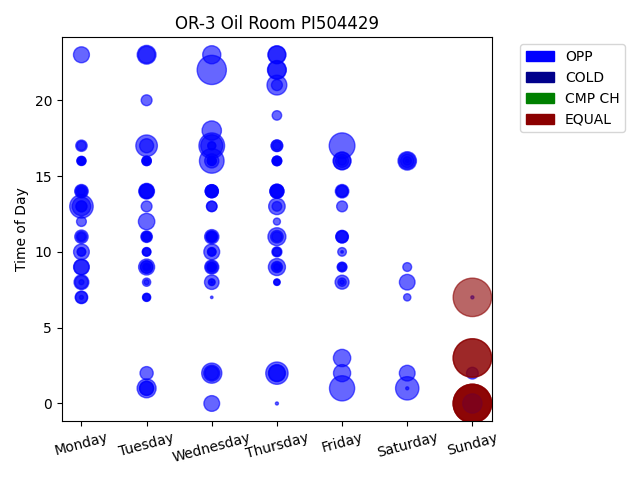 OR-3 Oil Room PI504429
OPP
COLD
CMP CH
EQUAL
Time of Day
20
15
10
5
0
Monday
Tuesday
Wednesday
Thursday
Friday
Saturday
Sunday